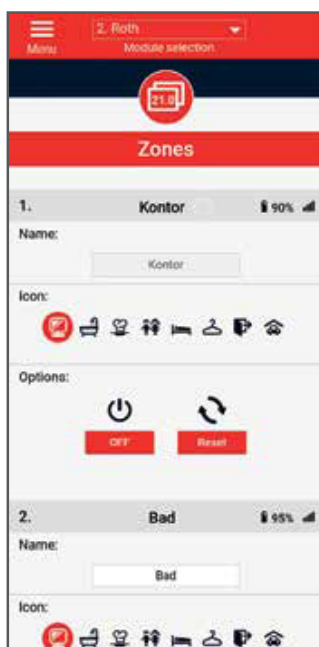 2. Roth
Menu
Module selection
21.0
Zones
1. Kontor 90%
Name:
Kontor
Icon:
Options:
OFF Reset
2. Bad 95%
Name:
Bad
Icon: